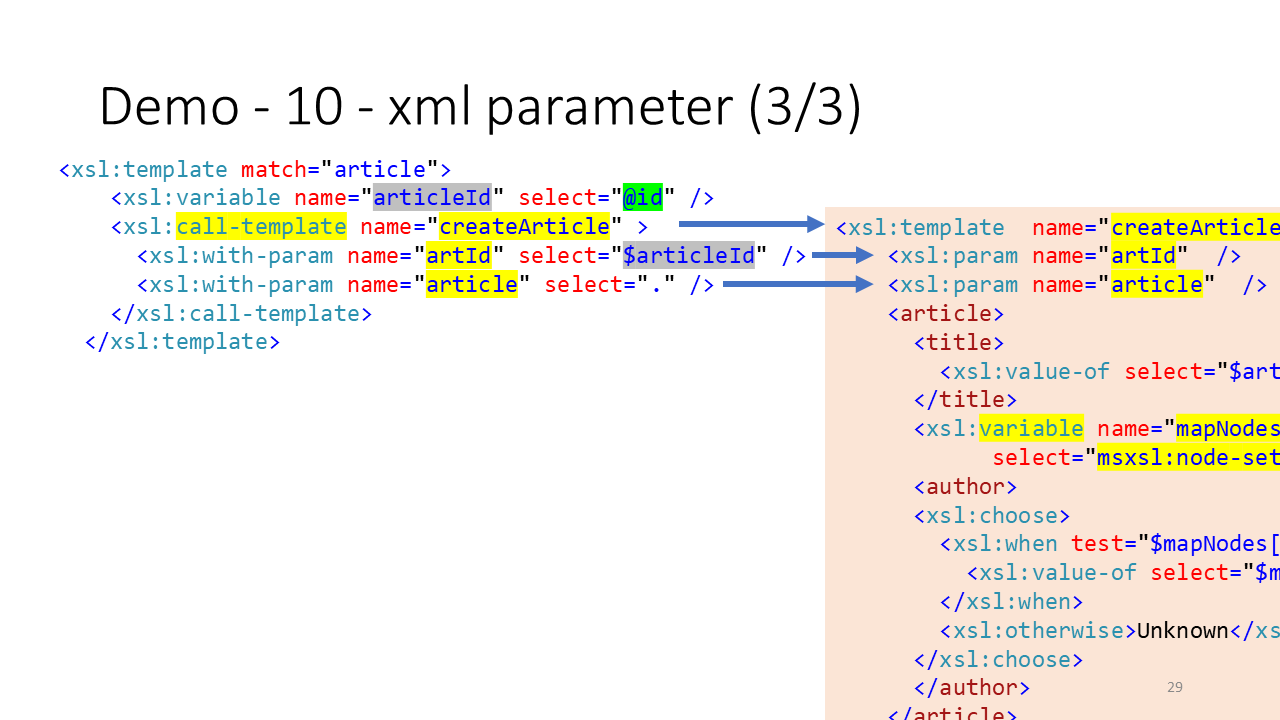 Demo - 10 - xml parameter (3/3)
<xsl:template match="article">
<xsl:variable name="articleId" select="@id" />
<xsl:call-template name="createArticle" >
<xsl:with-param name="artId" select="$articleId" />
<xsl:with-param name="article" select="." />
</xsl:call-template>
</xsl:template>
<xsl:template  name="createArticle
<xsl:param name="artId"  />
<xsl:param name="article"  />
<article>
<title>
<xsl:value-of select="$art
</title>
<xsl:variable name="mapNodes
select="msxsl:node-set
<author>
<xsl:choose>
<xsl:when test="$mapNodes[
<xsl:value-of select="$m
</xsl:when>
<xsl:otherwise>Unknown</xs
</xsl:choose>
</author>
</article>
29